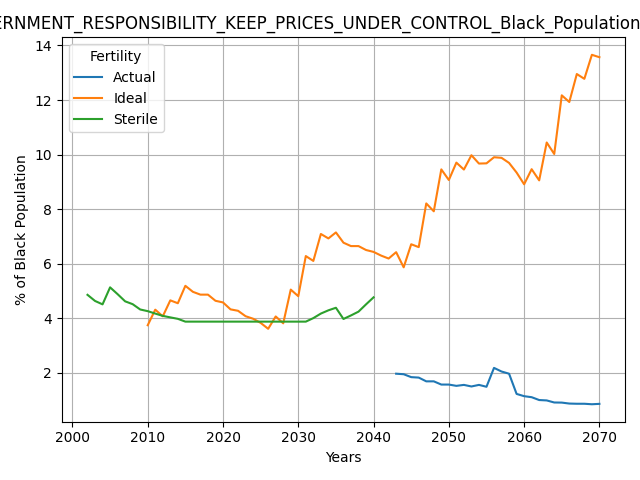 ERNMENT_RESPONSIBILITY_KEEP_PRICES_UNDER_CONTROL_Black_Population
Fertility
Actual
Ideal
Sterile
% of Black Population
14
12
10
8
6
4
2
2000 2010 2020 2030 2040 2050 2060 2070
Years